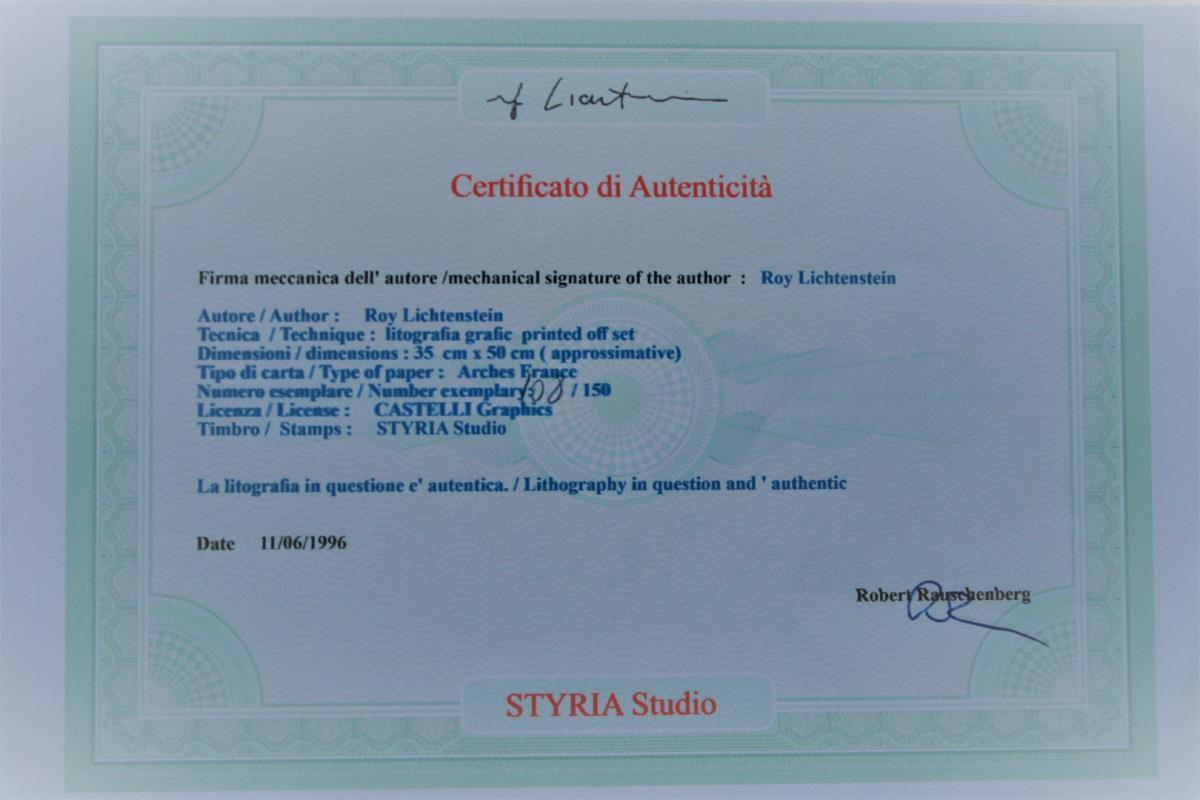 rf Lichtenstein
Certificato di Autenticità
Firma meccanica dell' autore /mechanical signature of the author : Roy Lichtenstein
Autore / Author : Roy Lichtenstein
Tecnica / Technique : litografia grafic printed off set
Dimensioni / dimensions : 35 cm x 50 cm ( approssimative)
Tipo di carta / Type of paper : Arches France
Numero esemplare / Number exemplary 108 / 150
Licenza / License : CASTELLI Graphics
Timbro / Stamps : STYRIA Studio
La litografia in questione e' autentica. / Lithography in question and ' authentic
Date 11/06/1996
Robert Rauschenberg
STYRIA Studio